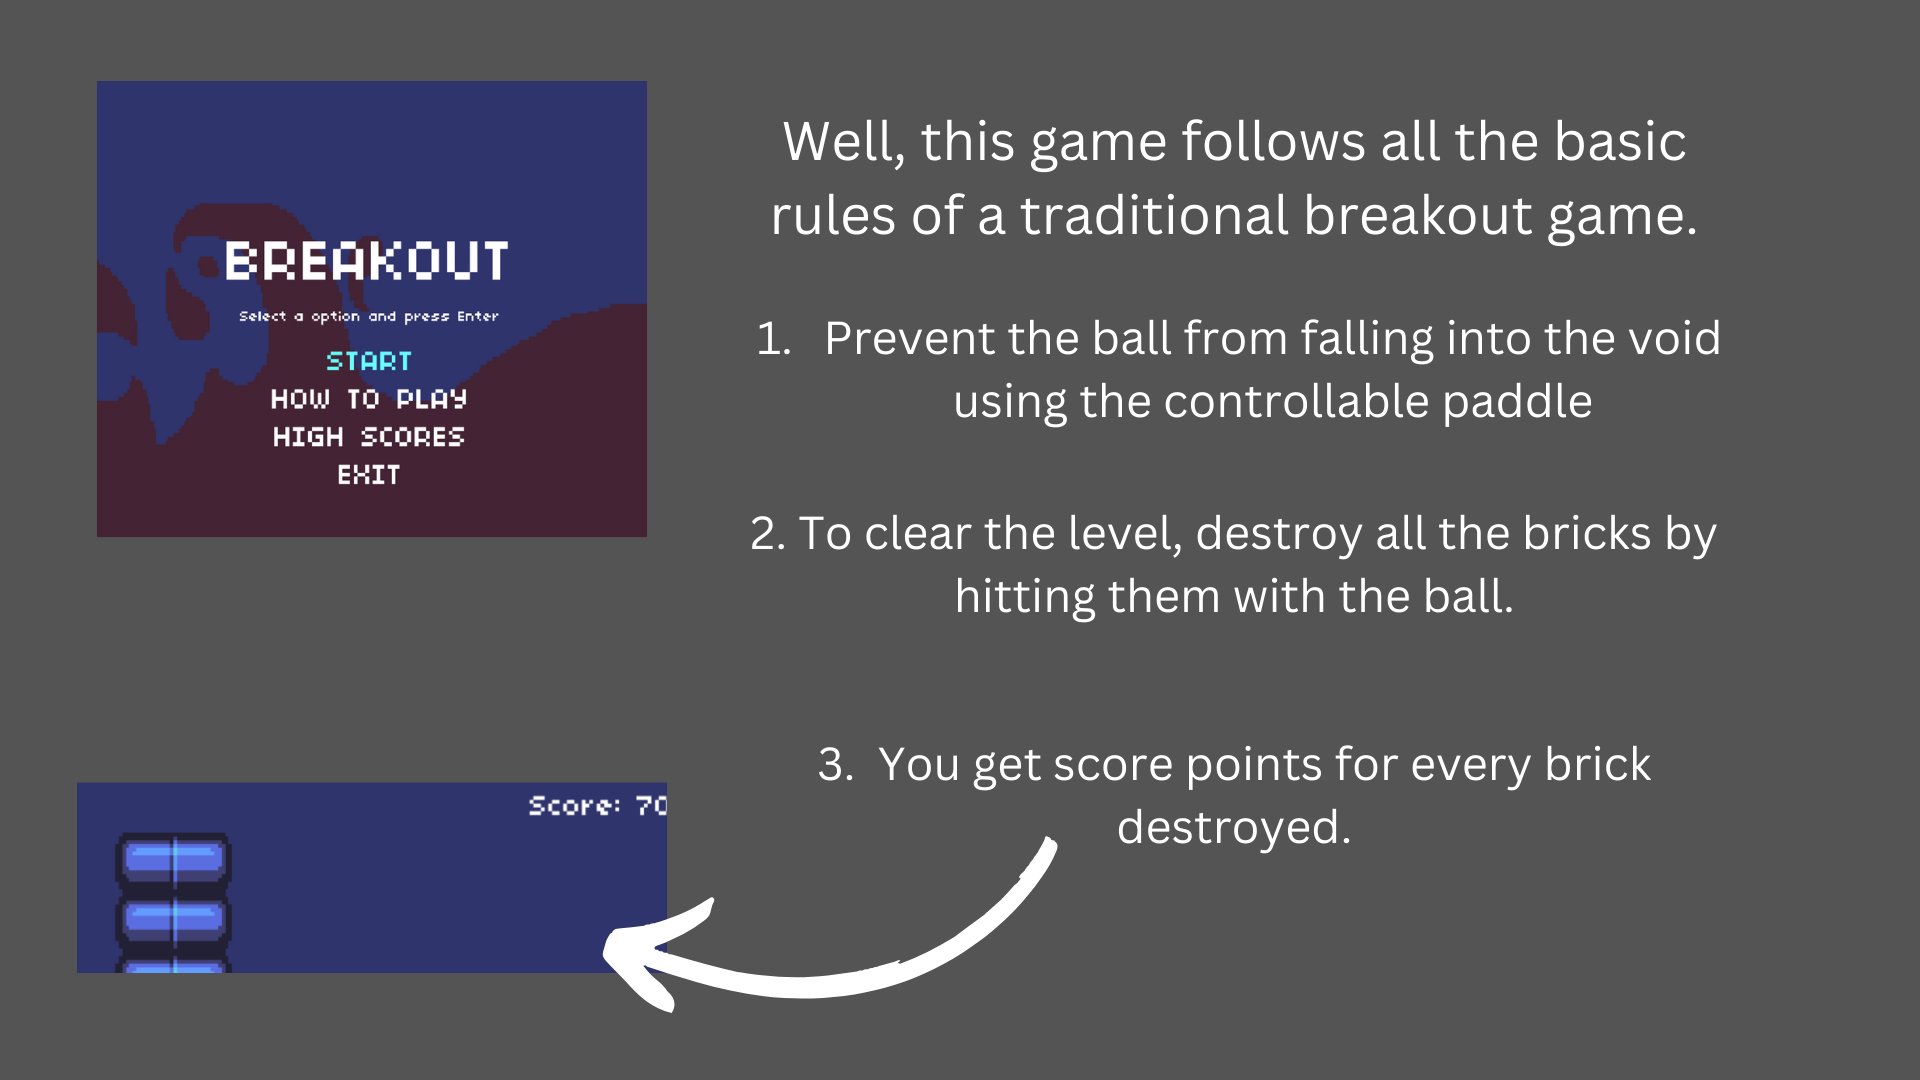 BREAKOUT
Select a option and press Enter
START
HOW TO PLAY
HIGH SCORES
EXIT
Well, this game follows all the basic
rules of a traditional breakout game.
1. Prevent the ball from falling into the void
using the controllable paddle
2. To clear the level, destroy all the bricks by
hitting them with the ball.
3. You get score points for every brick
destroyed.
Score: 70